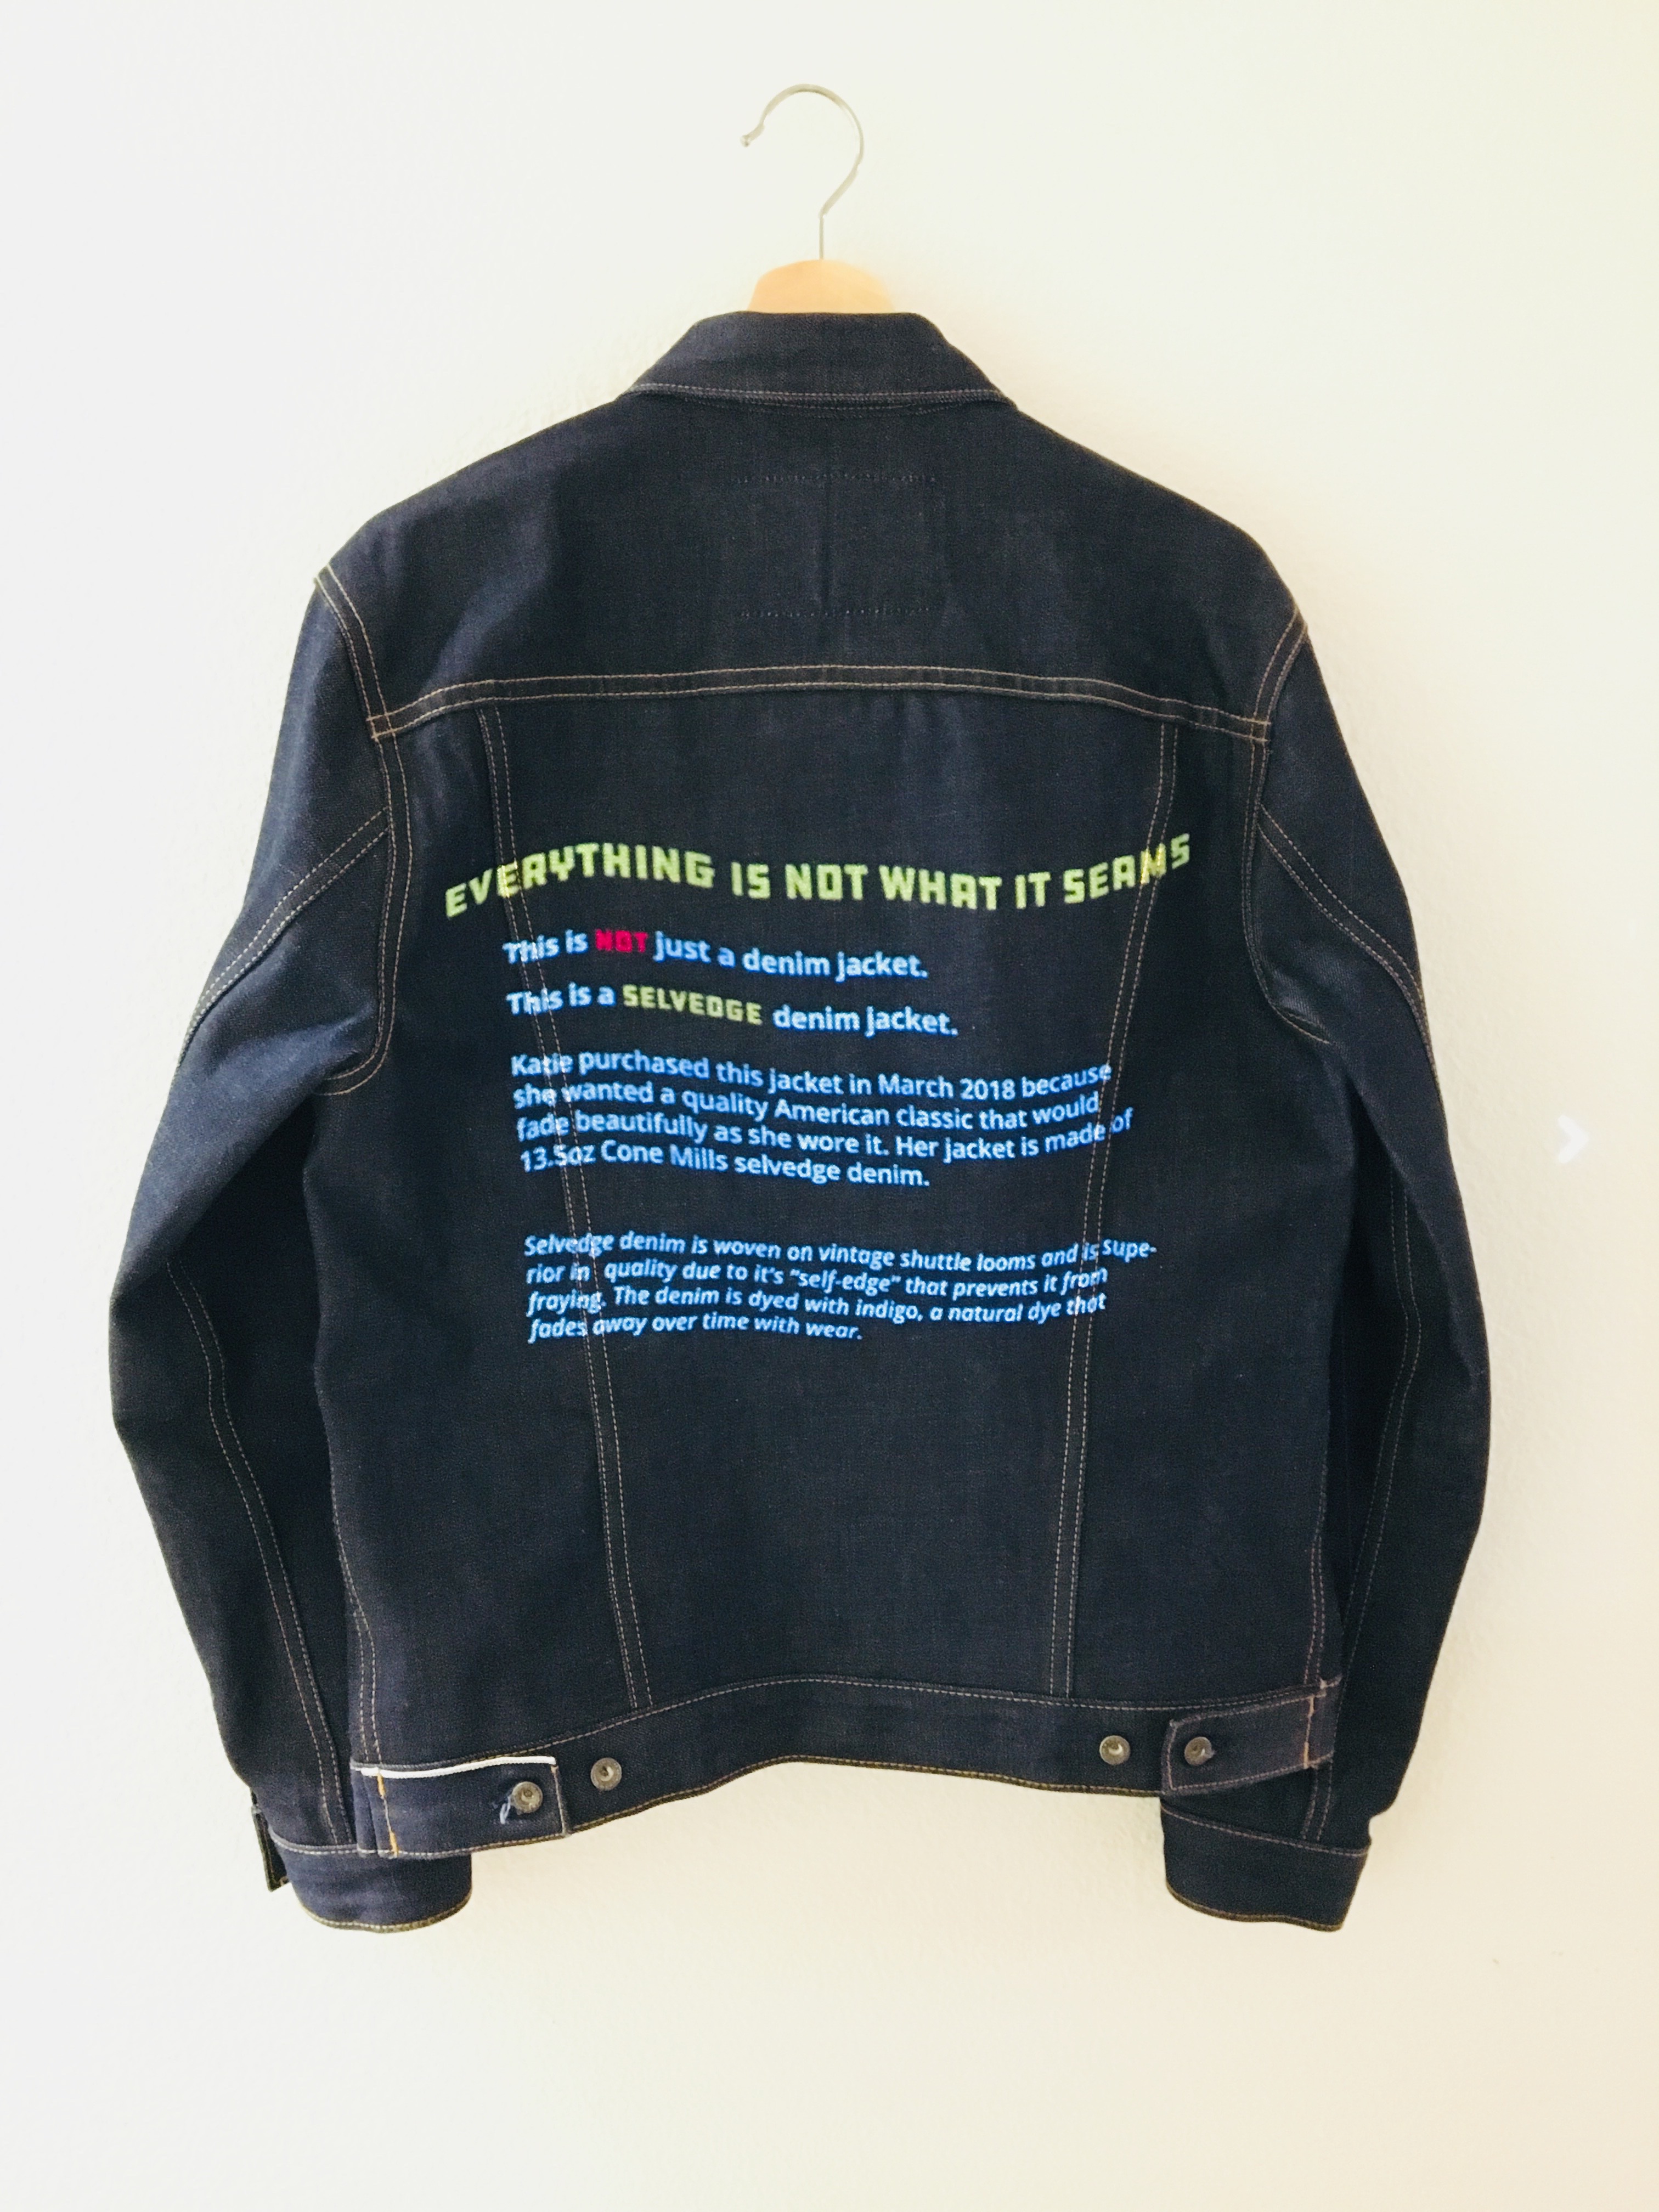 EVERYTHING IS NOT WHAT IT SEAMS
This is NOT just a denim jacket.
This is a SELVEDGE denim jacket.
Katie purchased this jacket in March 2018 because
she wanted a quality American classic that would
fade beautifully as she wore it. Her jacket is made of
13.5oz Cone Mills selvedge denim.
Selvedge denim is woven on vintage shuttle looms and is supe-
rior in quality due to it's "self-edge" that prevents it from
fraying. The denim is dyed with indigo, a natural dye that
fades away over time with wear.